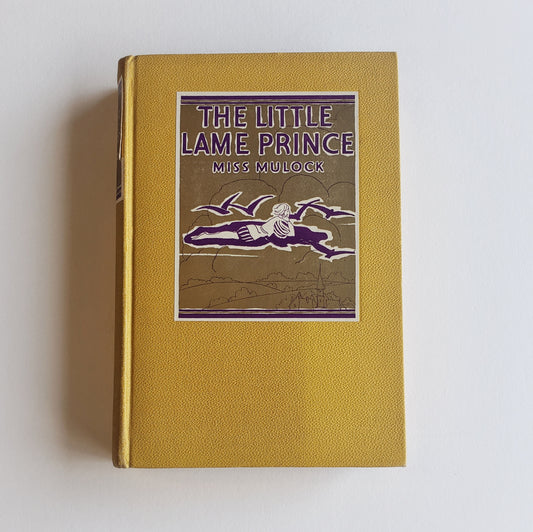 THE LITTLE
LAME PRINCE
MISS MULOCK